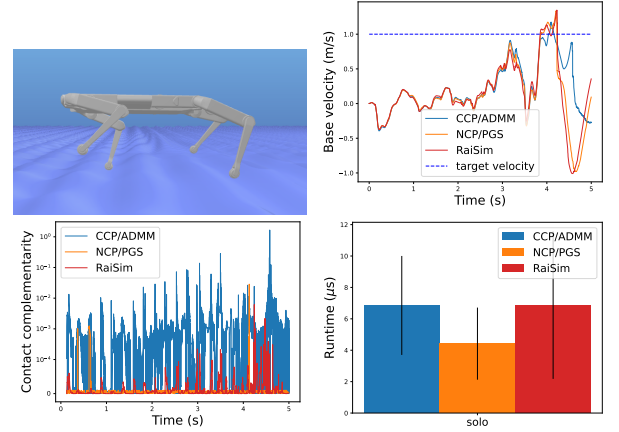 Base velocity (m/s)
1.0
0.5
0.0
−0.5
−1.0
CCP/ADMM
NCP/PGS
RaiSim
target velocity
0
1
2
3
4
5
Time (s)
Contact complementarity
10⁰
10⁻¹
10⁻²
10⁻³
10⁻⁴
0
CCP/ADMM
NCP/PGS
RaiSim
0
1
2
3
4
5
Time (s)
Runtime (μs)
12
10
8
6
4
2
0
CCP/ADMM
NCP/PGS
RaiSim
solo